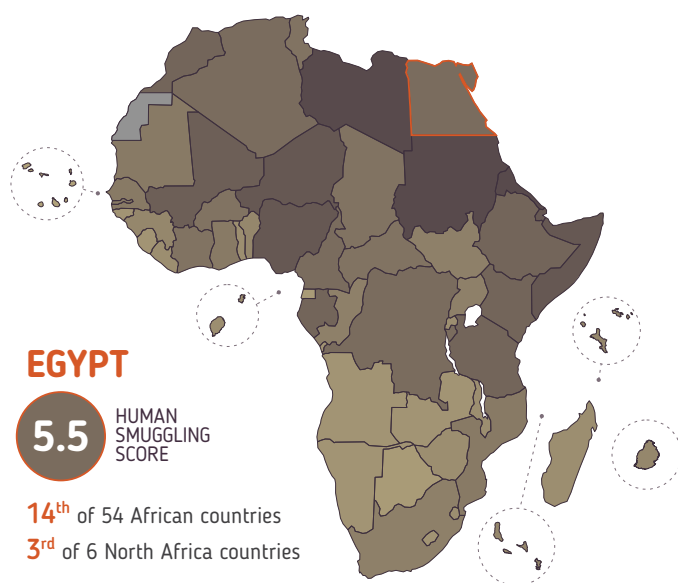 EGYPT
5.5
HUMAN
SMUGGLING
SCORE
14th of 54 African countries
3rd of 6 North Africa countries